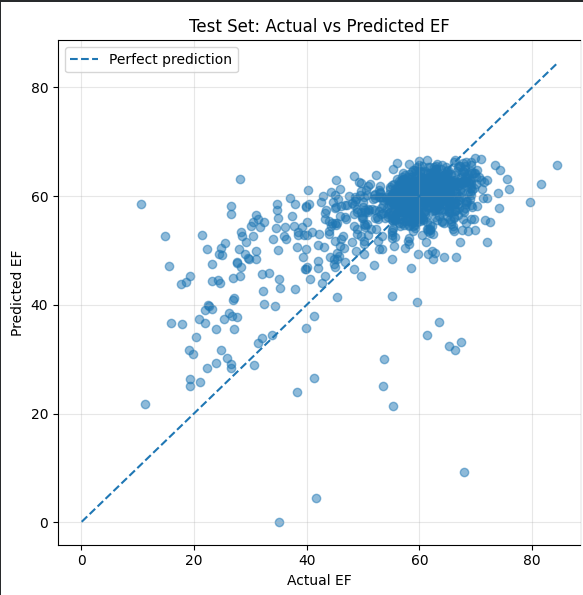 Test Set: Actual vs Predicted EF
Perfect prediction
80
60
40
20
0
Predicted EF
0 20 40 60 80
Actual EF